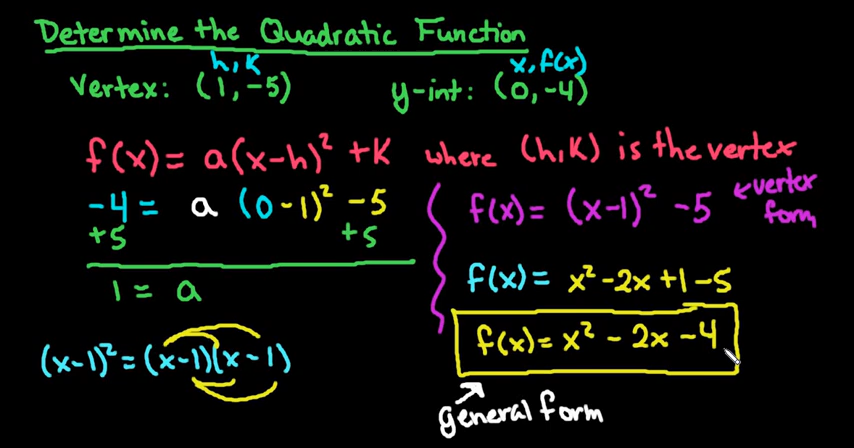 Determine the Quadratic Function
h, K x, f(x)
Vertex: (1, -5) y-int: (0, -4)
f(x) = a(x-h)² + K where (h, K) is the vertex
-4 = a (0 - 1)² - 5
+5 +5
1 = a
(x-1)² = (x-1)(x-1)
f(x) = (x-1)² - 5 ← vertex form
f(x) = x² - 2x + 1 - 5
f(x) = x² - 2x - 4
general form